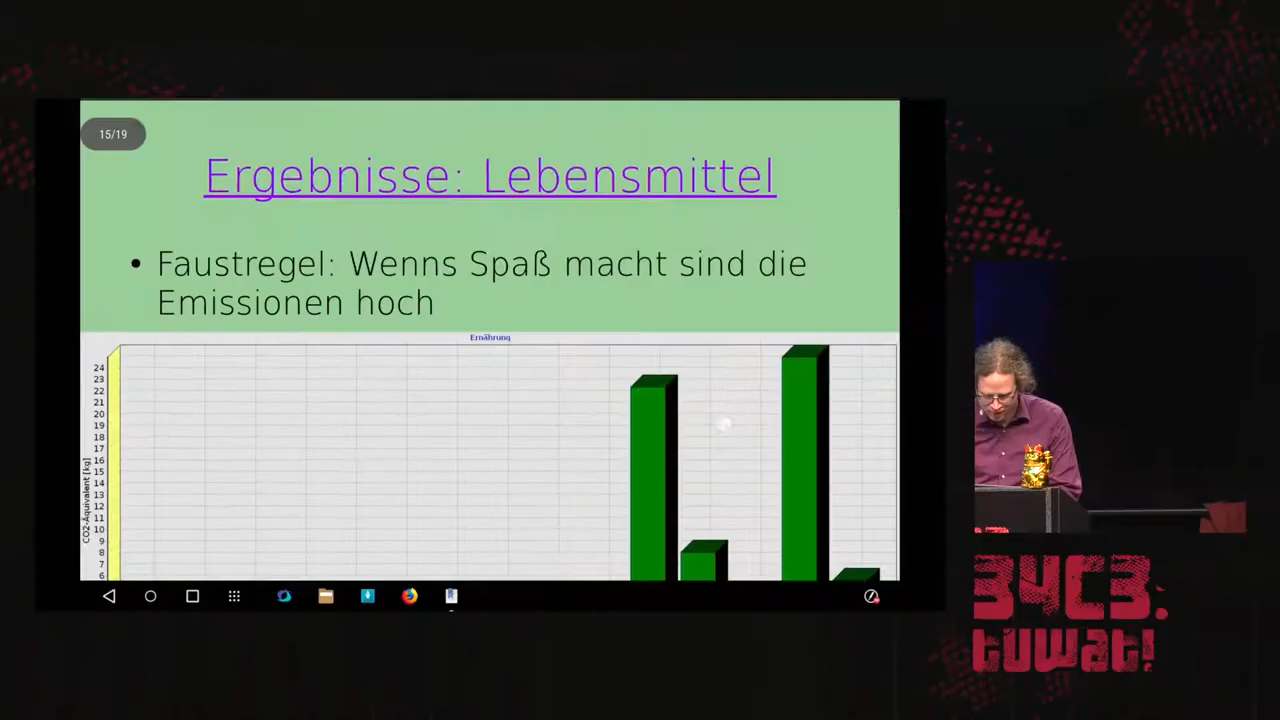 15/19
Ergebnisse: Lebensmittel
• Faustregel: Wenns Spaß macht sind die
Emissionen hoch
Ernährung
CO2-Äquivalent [kg]
24
23
22
21
20
19
18
17
16
15
14
13
12
11
10
9
8
7
6
34C3.
tuwat!